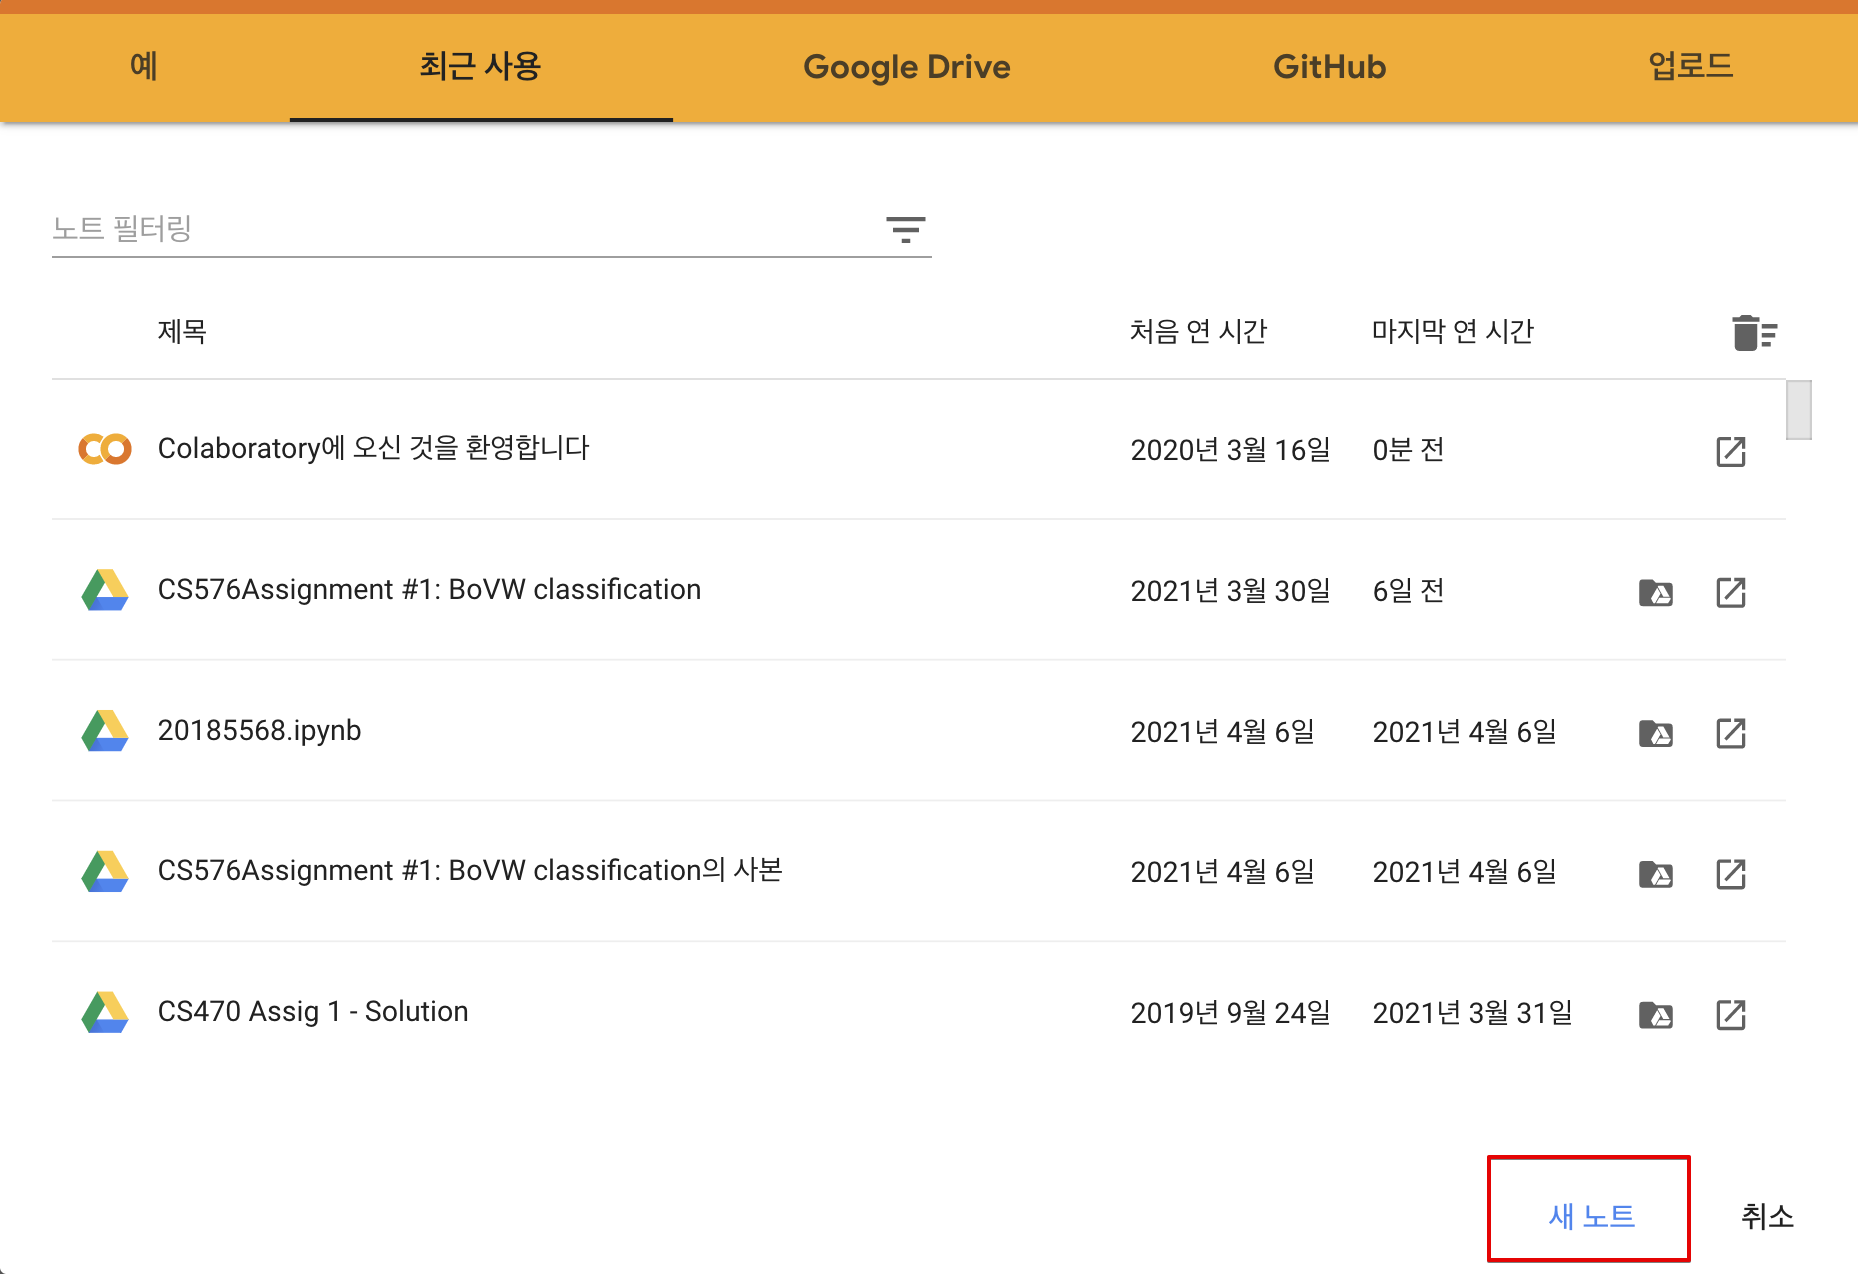 예 최근 사용 Google Drive GitHub 업로드
노트 필터링
제목 처음 연 시간 마지막 연 시간
Colaboratory에 오신 것을 환영합니다 2020년 3월 16일 0분 전
CS576Assignment #1: BoVW classification 2021년 3월 30일 6일 전
20185568.ipynb 2021년 4월 6일 2021년 4월 6일
CS576Assignment #1: BoVW classification의 사본 2021년 4월 6일 2021년 4월 6일
CS470 Assig 1 - Solution 2019년 9월 24일 2021년 3월 31일
새 노트 취소